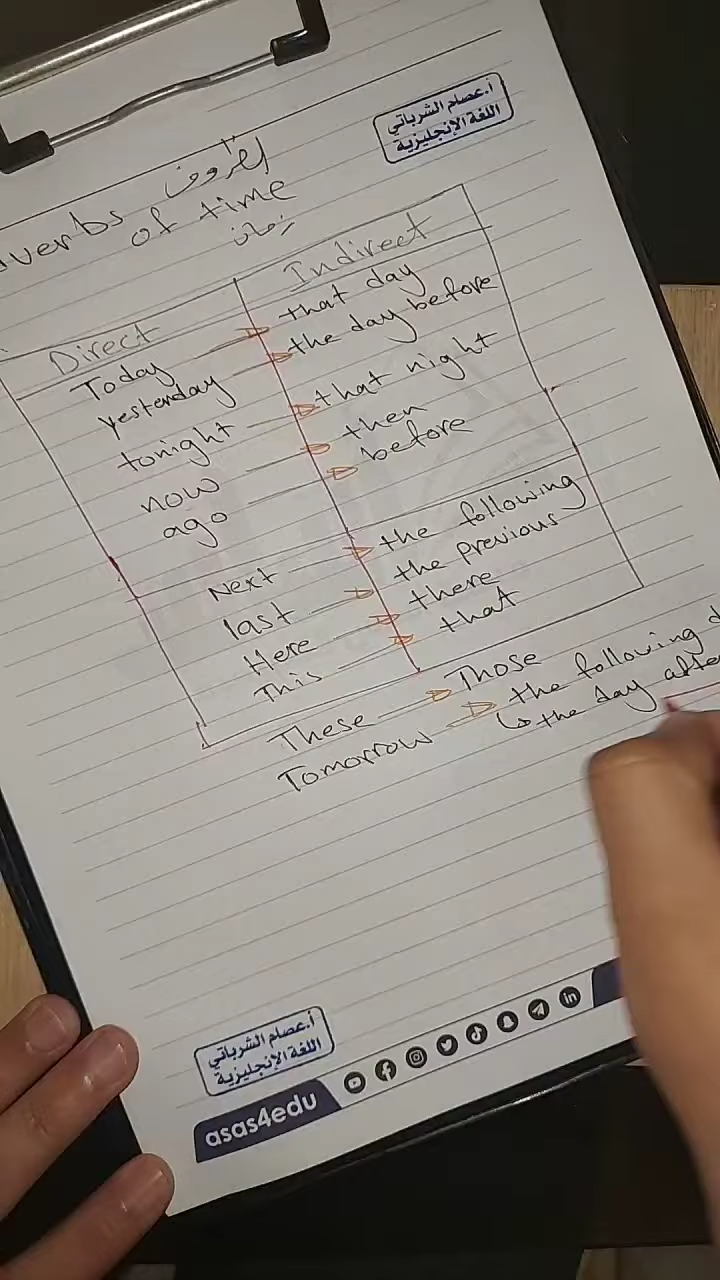 أ.عصام الشرباتي
اللغة الإنجليزية
الظروف
of time
زمان
Direct Indirect
Today that day
yesterday the day before
tonight that night
now then
ago before
Next the following
last the previous
Here there
This that
These Those
Tomorrow the following
the day after
أ.عصام الشرباتي
اللغة الإنجليزية
asas4edu